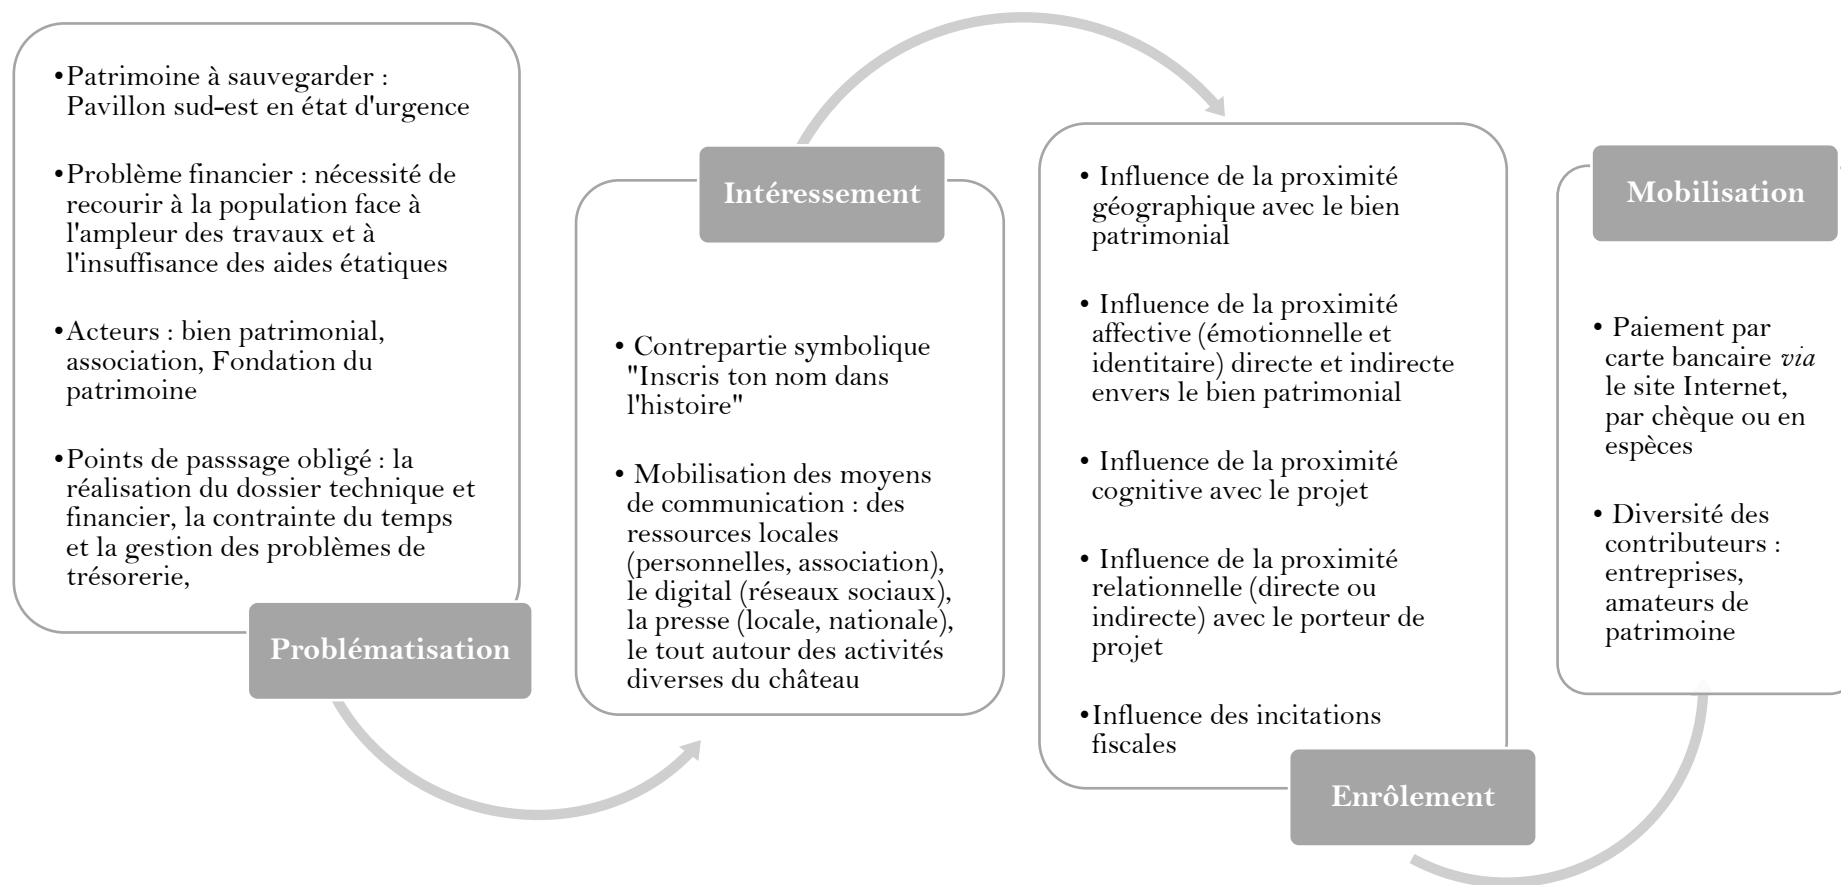 •Patrimoine à sauvegarder :
Pavillon sud-est en état d'urgence
•Problème financier : nécessité de
recourir à la population face à
l'ampleur des travaux et à
l'insuffisance des aides étatiques
•Acteurs : bien patrimonial,
association, Fondation du
patrimoine
•Points de passsage obligé : la
réalisation du dossier technique et
financier, la contrainte du temps
et la gestion des problèmes de
trésorerie,
Problématisation
Intéressement
• Contrepartie symbolique
"Inscris ton nom dans
l'histoire"
• Mobilisation des moyens
de communication : des
ressources locales
(personnelles, association),
le digital (réseaux sociaux),
la presse (locale, nationale),
le tout autour des activités
diverses du château
• Influence de la proximité
géographique avec le bien
patrimonial
• Influence de la proximité
affective (émotionnelle et
identitaire) directe et indirecte
envers le bien patrimonial
• Influence de la proximité
cognitive avec le projet
• Influence de la proximité
relationnelle (directe ou
indirecte) avec le porteur de
projet
•Influence des incitations
fiscales
Enrôlement
Mobilisation
• Paiement par
carte bancaire via
le site Internet,
par chèque ou en
espèces
• Diversité des
contributeurs :
entreprises,
amateurs de
patrimoine